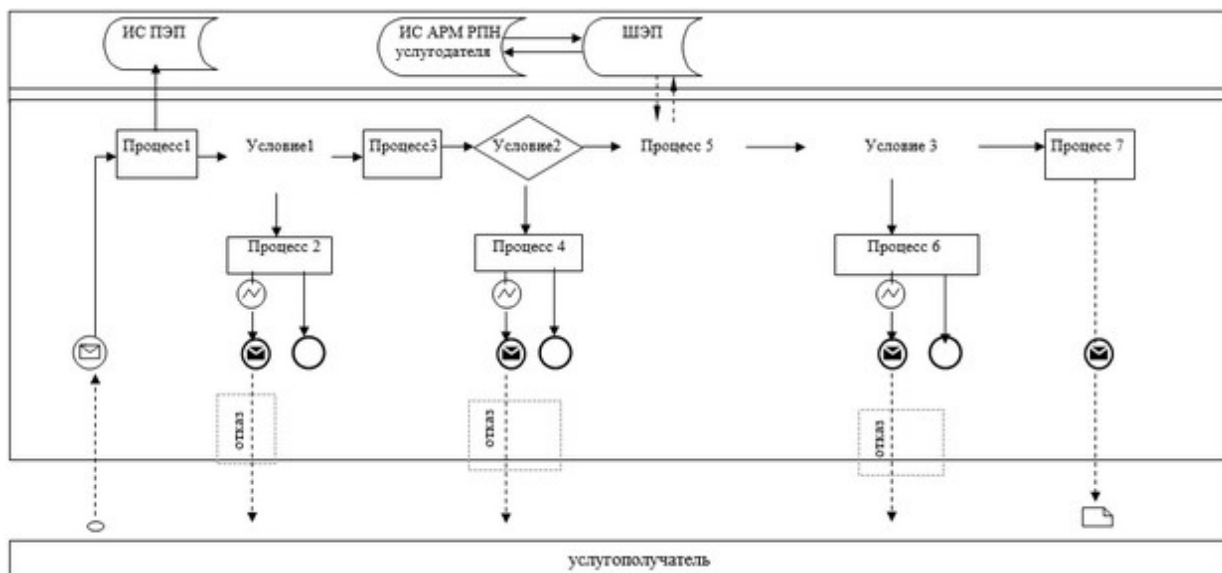 ИС ПЭП
ИС АРМ РПН
услугодателя
ШЭП
Процесс1
Условие1
Процесс3
Условие2
Процесс 5
Условие 3
Процесс 7
Процесс 2
Процесс 4
Процесс 6
отказ
отказ
отказ
услугополучатель